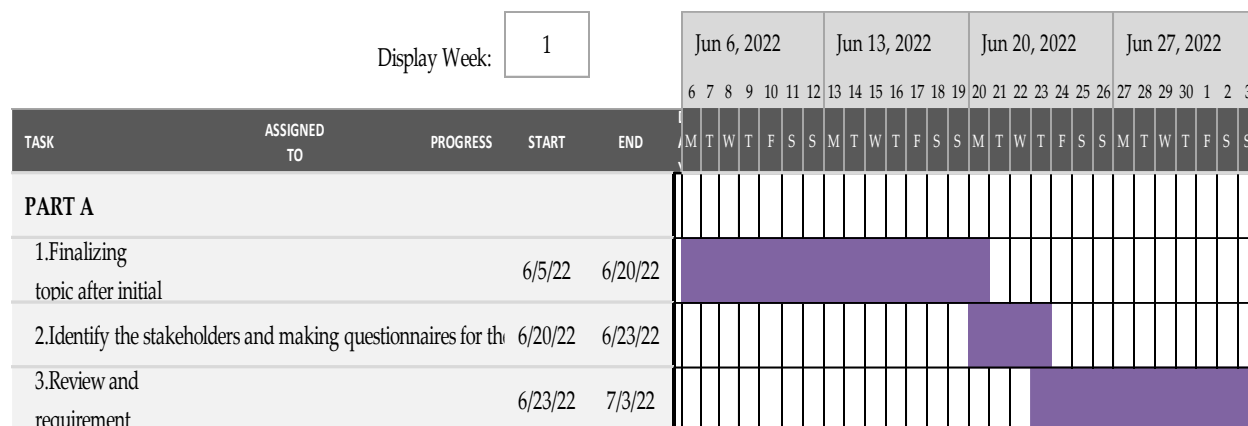 Display Week: 1
Jun 6, 2022 Jun 13, 2022 Jun 20, 2022 Jun 27, 2022
6 7 8 9 10 11 12 13 14 15 16 17 18 19 20 21 22 23 24 25 26 27 28 29 30 1 2 3
TASK ASSIGNED TO PROGRESS START END M T W T F S S M T W T F S S M T W T F S S M T W T F S S
PART A
1.Finalizing
topic after initial 6/5/22 6/20/22
2.Identify the stakeholders and making questionnaires for the 6/20/22 6/23/22
3.Review and
requirement 6/23/22 7/3/22